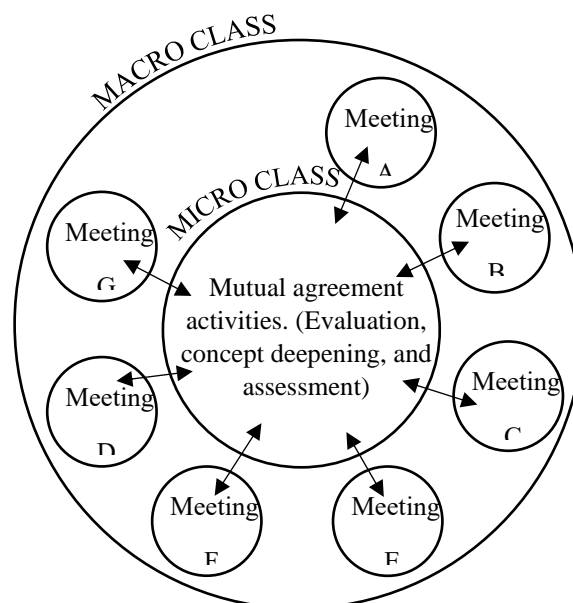 MACRO CLASS
Meeting
A
MICRO CLASS
Meeting
B
Meeting
G
Mutual agreement
activities. (Evaluation,
concept deepening, and
assessment)
Meeting
C
Meeting
D
Meeting
Meeting